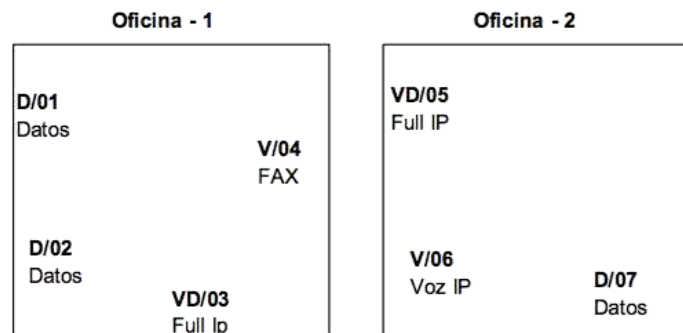 Oficina - 1
D/01
Datos
V/04
FAX
D/02
Datos
VD/03
Full Ip
Oficina - 2
VD/05
Full IP
V/06
Voz IP
D/07
Datos